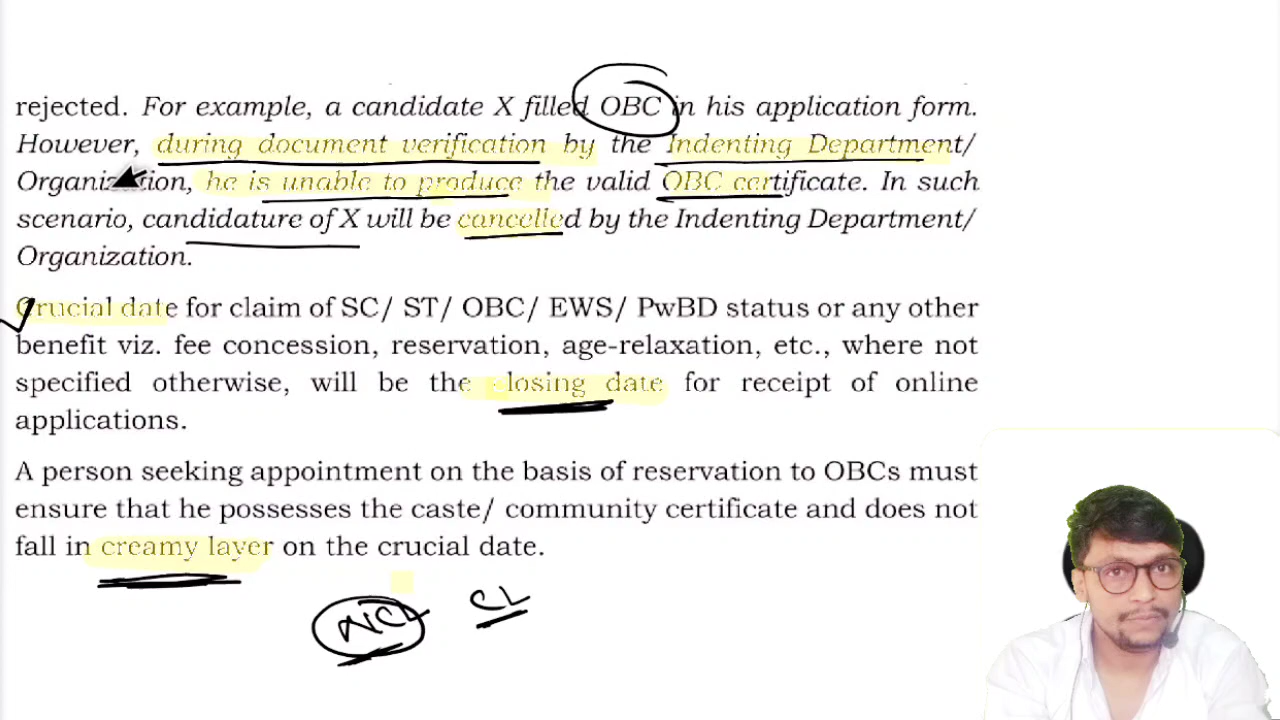 rejected. For example, a candidate X filled OBC in his application form.
However, during document verification by the Indenting Department/
Organization, he is unable to produce the valid OBC certificate. In such
scenario, candidature of X will be cancelled by the Indenting Department/
Organization.
Crucial date for claim of SC/ ST/ OBC/ EWS/ PwBD status or any other
benefit viz. fee concession, reservation, age-relaxation, etc., where not
specified otherwise, will be the closing date for receipt of online
applications.
A person seeking appointment on the basis of reservation to OBCs must
ensure that he possesses the caste/ community certificate and does not
fall in creamy layer on the crucial date.
NCL CL